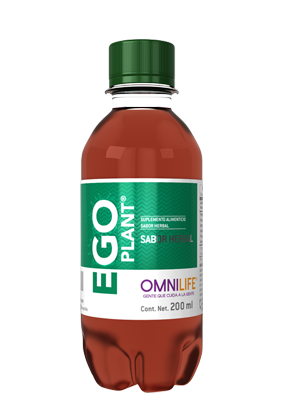 EGO
PLANT®
SUPLEMENTO ALIMENTICIO
SABOR HERBAL
OMNILIFE
GENTE QUE CUIDA A LA GENTE
Cont. Net. 200 ml